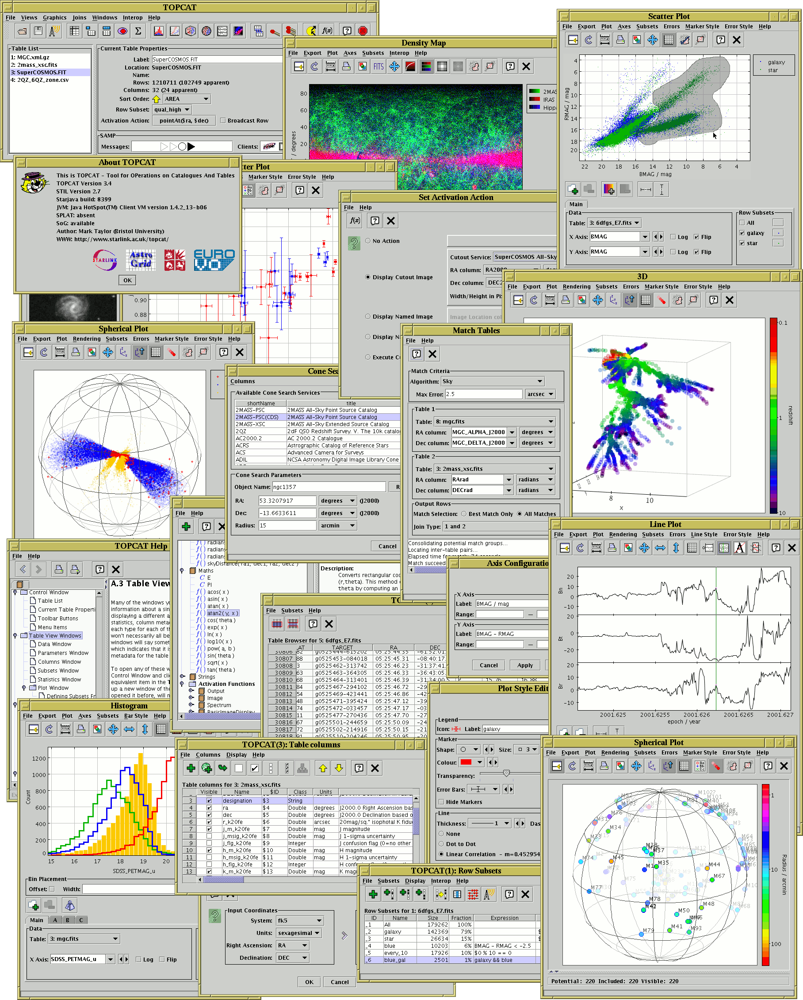 TOPCAT
File Views Graphics Joins Windows Interop Help
Table List
1: MGC.xml.gz
2: 2mass_xsc.fits
3: SuperCOSMOS.FIT
4: 2QZ_6QZ_zone.csv
Current Table Properties
Label: SuperCOSMOS.FIT
Location: SuperCOSMOS.FIT
Name:
Rows: 1210711 (102749 apparent)
Columns: 32 (24 apparent)
Sort Order: AREA
Row Subset: qual_high
Activation Action: pointAt($ra, $dec) Broadcast Row
SAMP
Messages: Clients:
Density Map
File Export Plot Axes Subsets Interop Help
FITS
80
60
40
20
/ degrees
2MAS
IRAS
Hipp
Scatter Plot
File Export Plot Axes Subsets Errors Marker Style Error Style Help
galaxy
star
4
6
8
10
12
14
16
18
20
RMAG / mag
22 20 18 16 14 12 10 8 6 4
BMAG / mag
Main
Data
Table: 3: 6dfgs_E7.fits
X Axis: BMAG Log Flip
Y Axis: RMAG Log Flip
Row Subsets
All
galaxy
star
About TOPCAT
This is TOPCAT - Tool for OPerations on Catalogues And Tables
TOPCAT Version 3.4
STIL Version 2.7
Starjava build: 8399
JVM: Java HotSpot(TM) Client VM version 1.4.2_13-b06
SPLAT: absent
SoG: available
Author: Mark Taylor (Bristol University)
WWW: http://www.starlink.ac.uk/topcat/
STARLINK
Astro Grid
EURO VO
OK
tter Plot
Marker Style Error Style Help
0.90
0.88
Set Activation Action
File Help
f(x)
No Action
Display Cutout Image
Display Named Image
Display N
Execute C
Cutout Service: SuperCOSMOS All-Sky
RA column: RA2000
Dec column: DEC2
Width/Height in Pix
Image Location col
3D
File Export Plot Rendering Subsets Errors Marker Style Error Style Help
0.1
1
10
redshift
8 10
x
Spherical Plot
File Export Plot Rendering Subsets Errors Marker Style Error Style Help
Cone Sea
Columns
Available Cone Search Services
shortName title
2MASS-PSC 2MASS All-Sky Point Source Catalog
2MASS-PSC(CDS) 2MASS All-Sky Point Source Catalog
2MASS-XSC 2MASS All-Sky Extended Source Catalog
2QZ 2dF QSO Redshift Survey. V. The 10k catalog
AC2000.2 AC 2000.2 Catalogue
ACRS Astrographic Catalog of Reference Stars
ACS Advanced Camera for Surveys
ADIL NCSA Astronomy Digital Image Library Cone
Cone Search Parameters
Object Name: ngc1357 R
RA: 53.3207917 degrees (J2000)
Dec: -13.6633611 degrees (J2000)
Radius: 15 arcmin
Cancel
Match Tables
File Help
Match Criteria
Algorithm: Sky
Max Error: 2.5 arcsec
Table 1
Table: 8: mgc.fits
RA column: MGC_ALPHA_J2000 degrees
Dec column: MGC_DELTA_J2000 degrees
Table 2
Table: 3: 2mass_xsc.fits
RA column: RArad radians
Dec column: DECrad radians
Output Rows
Match Selection: Best Match Only All Matches
Join Type: 1 and 2
Consolidating potential match groups...
Locating inter-table pairs...
Elapsed time for match: 74 seconds
Match succeed
File Help
radians
radians
radians
skyDistance( ra1, dec1, ra2, dec2 )
Maths
E
PI
acos( x )
asin( x )
atan( x )
atan2( y, x )
cos( theta )
exp( x )
ln( x )
log10( x )
pow( a, b )
sin( theta )
sqrt( x )
tan( theta )
Strings
Activation Functions
Output
Image
Spectrum
BasicImageDisplay
Description:
Converts rectangular coo
(r,theta). This method
theta by computing an
TOPCAT Help
File Help
Control Window
Table List
Current Table Properti
Toolbar Buttons
Menu Items
Table View Windows
Data Window
Parameters Window
Columns Window
Subsets Window
Statistics Window
Plot Window
Defining Subsets Fr
A.3 Table View
Many of the windows y
information about a sin
displaying a different a
statistics, column meta
each type for each of th
won't necessarily all be
windows will say somet
which indicates that it is
metadata for the table
To open any of these w
Control Window and clic
equivalent item in the T
up a new window of the
opened it before, will n
File Subsets Help
Table Browser for 5: 6dfgs_E7.fits
AT TARGET RA DEC
30806 82 g0525444-615202 05:25:44.35 -61:52:01.
30807 88 g0525453-084018 05:25:45.31 -08:40:17.
30808 3 g0525462-313742 05:25:46.23 -31:37:41.
30809 63 g0525463-364305 05:25:46.33 -36:43:05.
30810 68 g0525464-313401 05:25:46.39 -31:34:00.5 15.76 16.88
30811 84 g0525467-294102 05:25:46.72 -29
30812 54 g0525469-423441 05:25:46.86 -42
30813 48 g0525471-395424 05:25:47.12 -39
30814 74 g0525472-033457 05:25:47.17 -03
30815 11 g0525477-270436 05:25:47.70 -27
30816 67 g0525501-244659 05:25:50.09 -24
30817 72 g0525502-214916 05:25:50.15 -21
30818 91 g0525510-204246 05:25:50.95 -20
Axis Configuratio
X Axis
Label: BMAG / mag
Range: —
Y Axis
Label: BMAG - RMAG
Range: —
Cancel Apply
Line Plot
File Export Plot Rendering Subsets Errors Line Style Error Style Help
20
10
0
-10
Bn
20
0
-20
Bt
20
10
0
-10
Br
2001.625 2001.6255 2001.626 2001.6265 2001.627
epoch / year
Plot Style Edit
Legend
Icon: Label: galaxy
Marker
Shape: Size: 3
Colour:
Transparency:
Error Bars:
Hide Markers
Line
Thickness: 1 Das
None
Dot to Dot
Linear Correlation - m=0.452954
Histogram
File Export Plot Axes Subsets Bar Style Help
1200
1000
800
600
400
200
0
Count
15 16 17 18 19 20
SDSS_PETMAG_u
Bin Placement
Offset: Width:
Main A B C
Data
Table: 3: mgc.fits
X Axis: SDSS_PETMAG_u Log Flip
TOPCAT(3): Table columns
File Columns Display Help
Table columns for 3: 2mass_xsc.fits
Visible Name $ID Class Units
3 designation $3 String
4 ra $4 Double degrees J2000.0 Right Ascension bas
5 dec $5 Double degrees J2000.0 Declination based o
6 r_k20fe $6 Double arcsec 20mag/sq." isophotal K fidu
7 j_m_k20fe $7 Double mag J magnitude
8 j_msig_k20fe $8 Double mag J 1-sigma uncertainty
9 j_flg_k20fe $9 Integer J confusion flag (0=no other
10 h_m_k20fe $10 Double mag H magnitude
11 h_msig_k20fe $11 Double mag H 1-sigma uncertainty
12 h_flg_k20fe $12 Integer H confusion flag (0=no othe
13 k_m_k20fe $13 Double mag K magn
Input Coordinates
System: fk5
Units: sexagesimal
Right Ascension: RA
Declination: DEC
OK Cancel
TOPCAT(1): Row Subsets
File Subsets Display Interop Help
Row Subsets for 1: 6dfgs_E7.fits
ID Name Size Fraction Expression
_1 All 179262 100%
_2 galaxy 142369 79% $
_3 star 26634 15% $
_4 blue 10203 6% BMAG - RMAG < -2.5
_5 every_10 17926 10% $0 % 10 == 0
_6 blue_gal 2501 1% galaxy && blue
Spherical Plot
File Export Plot Rendering Subsets Errors Marker Style Error Style Help
M103
M76
M31
M34
M33
M74
M45
M77
M37
M35
M1
M44
M67
M78
M42
M50
M48
M46
M41
M93
M79
M81
M40
M101
M94
M3
M64
M53
M68
M75
1
10
100
Radius / arcmin
Potential: 220 Included: 220 Visible: 220